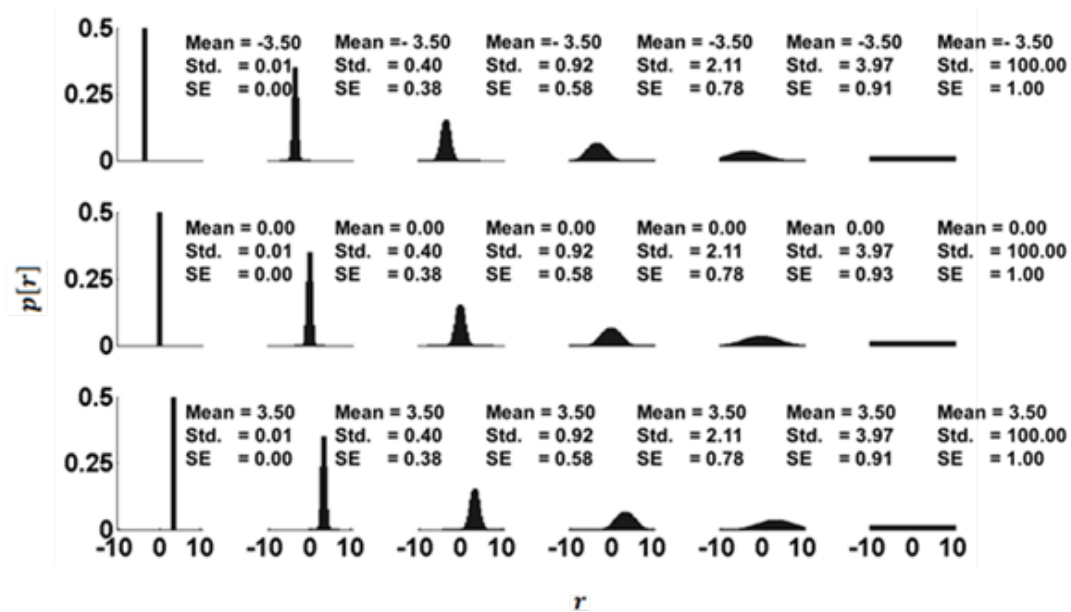 0.5
Mean = -3.50 Mean =- 3.50 Mean =- 3.50 Mean = -3.50 Mean = -3.50 Mean =- 3.50
Std. = 0.01 Std. = 0.40 Std. = 0.92 Std. = 2.11 Std. = 3.97 Std. = 100.00
0.25
SE = 0.00 SE = 0.38 SE = 0.58 SE = 0.78 SE = 0.91 SE = 1.00
0
0.5
Mean = 0.00 Mean = 0.00 Mean = 0.00 Mean = 0.00 Mean 0.00 Mean = 0.00
Std. = 0.01 Std. = 0.40 Std. = 0.92 Std. = 2.11 Std. = 3.97 Std. = 100.00
0.25
SE = 0.00 SE = 0.38 SE = 0.58 SE = 0.78 SE = 0.93 SE = 1.00
p[r]
0
0.5
Mean = 3.50 Mean = 3.50 Mean = 3.50 Mean = 3.50 Mean = 3.50 Mean = 3.50
Std. = 0.01 Std. = 0.40 Std. = 0.92 Std. = 2.11 Std. = 3.97 Std. = 100.00
0.25
SE = 0.00 SE = 0.38 SE = 0.58 SE = 0.78 SE = 0.91 SE = 1.00
0
-10 0 10 -10 0 10 -10 0 10 -10 0 10 -10 0 10 -10 0 10
r